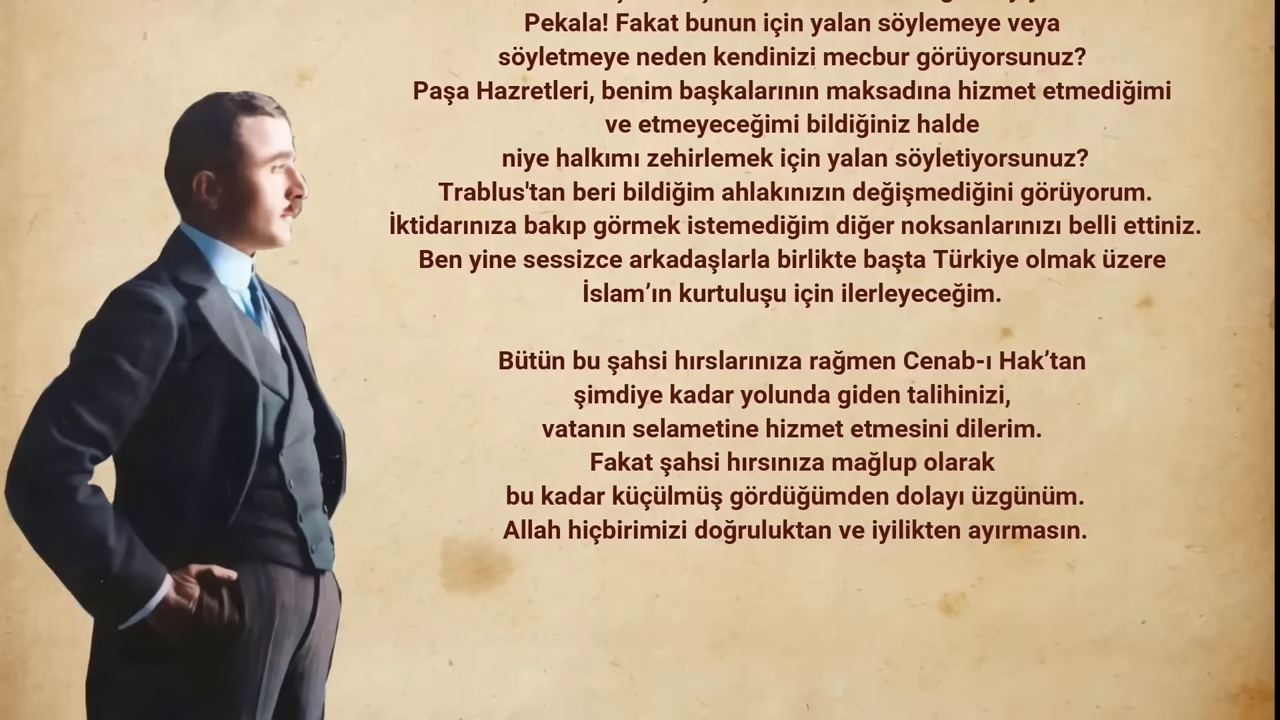 Pekala! Fakat bunun için yalan söylemeye veya
söyletmeye neden kendinizi mecbur görüyorsunuz?
Paşa Hazretleri, benim başkalarının maksadına hizmet etmediğimi
ve etmeyeceğimi bildiğiniz halde
niye halkımı zehirlemek için yalan söyletiyorsunuz?
Trablus'tan beri bildiğim ahlakınızın değişmediğini görüyorum.
İktidarınıza bakıp görmek istemediğim diğer noksanlarınızı belli ettiniz.
Ben yine sessizce arkadaşlarla birlikte başta Türkiye olmak üzere
İslam’ın kurtuluşu için ilerleyeceğim.
Bütün bu şahsi hırslarınıza rağmen Cenab-ı Hak’tan
şimdiye kadar yolunda giden talihinizi,
vatanın selametine hizmet etmesini dilerim.
Fakat şahsi hırsınıza mağlup olarak
bu kadar küçülmüş gördüğümden dolayı üzgünüm.
Allah hiçbirimizi doğruluktan ve iyilikten ayırmasın.